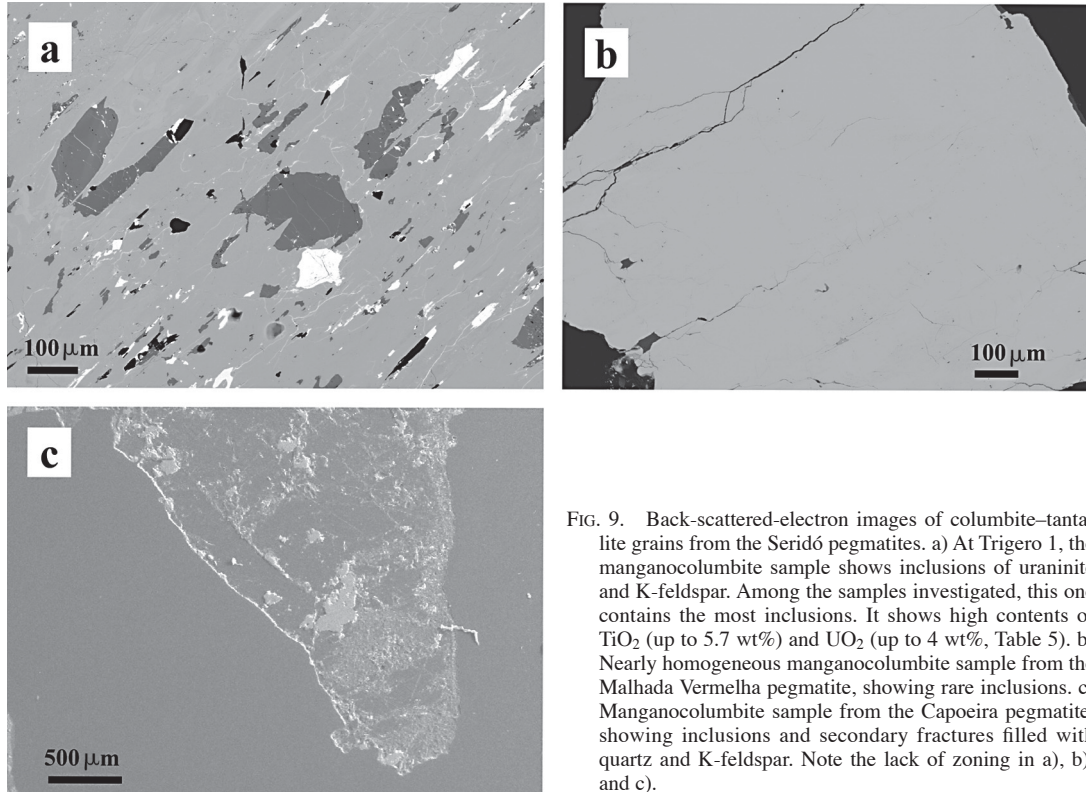 a
100 µm
b
100 µm
c
500 µm
FIG. 9. Back-scattered-electron images of columbite–tanta
lite grains from the Seridó pegmatites. a) At Trigero 1, the
manganocolumbite sample shows inclusions of uraninit
and K-feldspar. Among the samples investigated, this on
contains the most inclusions. It shows high contents o
TiO₂ (up to 5.7 wt%) and UO₂ (up to 4 wt%, Table 5). b
Nearly homogeneous manganocolumbite sample from the
Malhada Vermelha pegmatite, showing rare inclusions. c
Manganocolumbite sample from the Capoeira pegmatite
showing inclusions and secondary fractures filled with
quartz and K-feldspar. Note the lack of zoning in a), b)
and c).